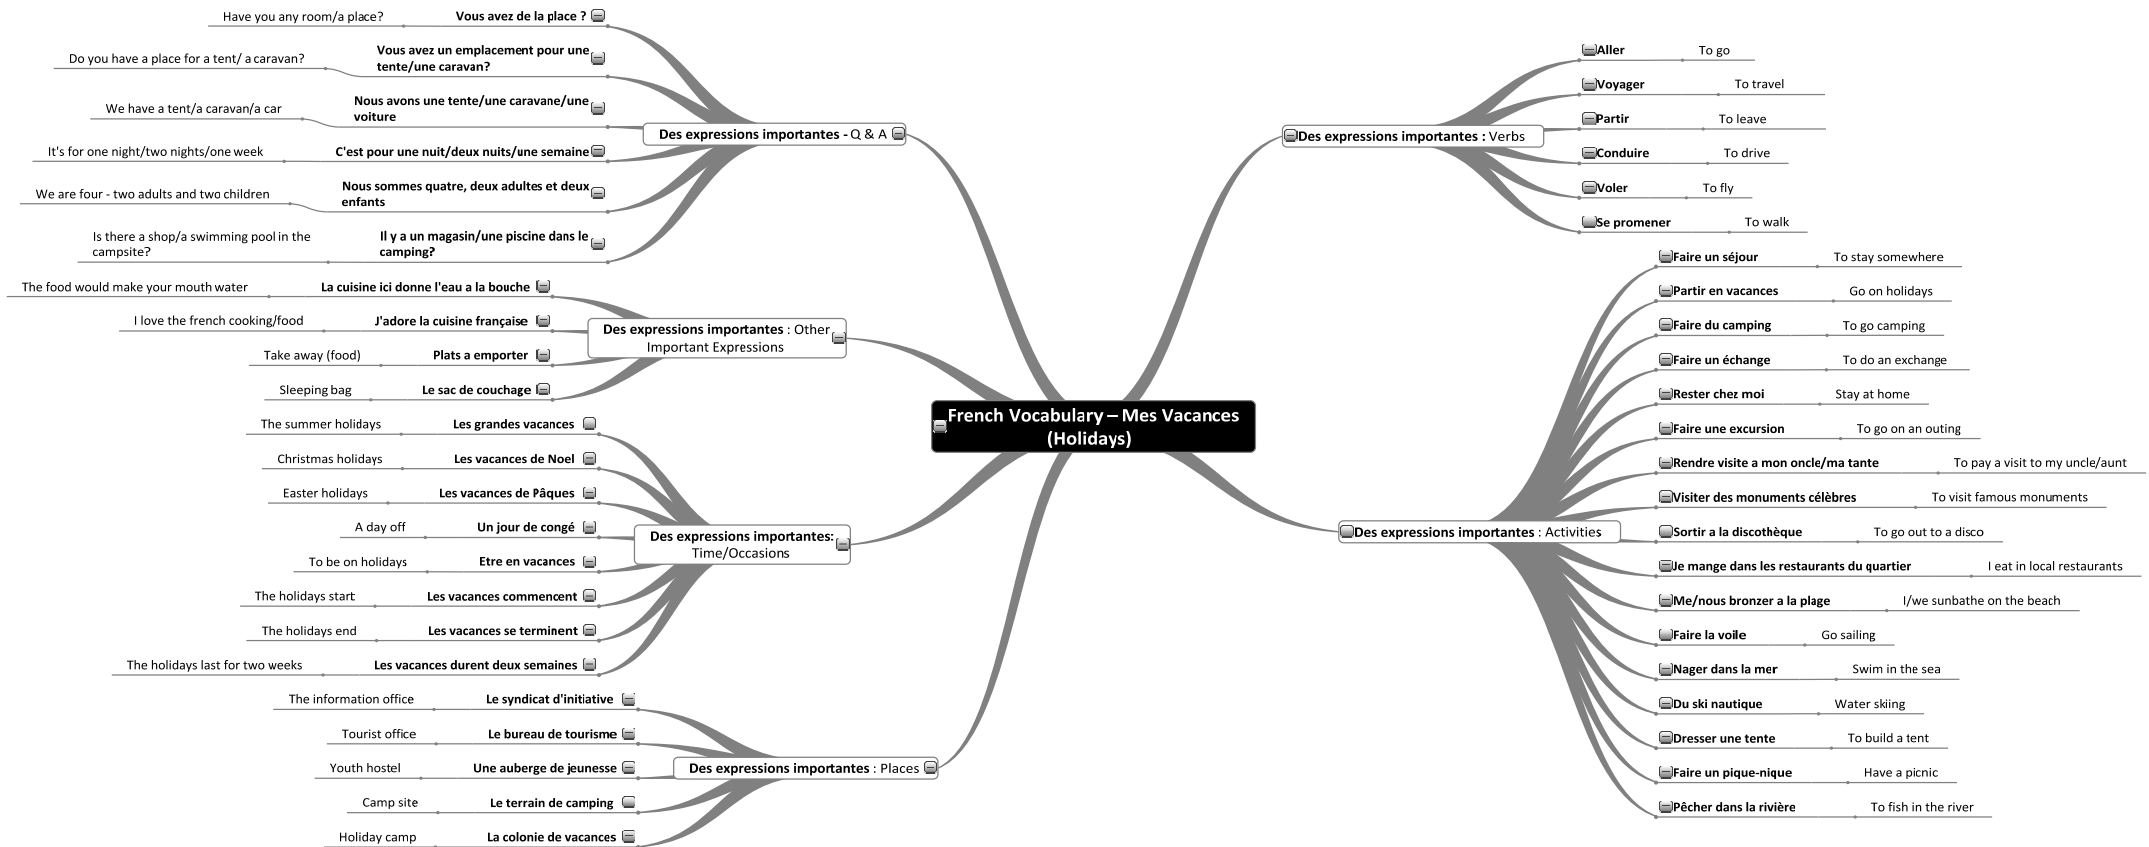 French Vocabulary – Mes Vacances
(Holidays)
Des expressions importantes - Q & A
Vous avez de la place ?
Have you any room/a place?
Vous avez un emplacement pour une
tente/une caravan?
Do you have a place for a tent/ a caravan?
Nous avons une tente/une caravane/une
voiture
We have a tent/a caravan/a car
C'est pour une nuit/deux nuits/une semaine
It's for one night/two nights/one week
Nous sommes quatre, deux adultes et deux
enfants
We are four - two adults and two children
Il y a un magasin/une piscine dans le
camping?
Is there a shop/a swimming pool in the
campsite?
Des expressions importantes : Other
Important Expressions
La cuisine ici donne l'eau a la bouche
The food would make your mouth water
J'adore la cuisine française
I love the french cooking/food
Plats a emporter
Take away (food)
Le sac de couchage
Sleeping bag
Des expressions importantes:
Time/Occasions
Les grandes vacances
The summer holidays
Les vacances de Noel
Christmas holidays
Les vacances de Pâques
Easter holidays
Un jour de congé
A day off
Etre en vacances
To be on holidays
Les vacances commencent
The holidays start
Les vacances se terminent
The holidays end
Les vacances durent deux semaines
The holidays last for two weeks
Des expressions importantes : Places
Le syndicat d'initiative
The information office
Le bureau de tourisme
Tourist office
Une auberge de jeunesse
Youth hostel
Le terrain de camping
Camp site
La colonie de vacances
Holiday camp
Des expressions importantes : Verbs
Aller
To go
Voyager
To travel
Partir
To leave
Conduire
To drive
Voler
To fly
Se promener
To walk
Des expressions importantes : Activities
Faire un séjour
To stay somewhere
Partir en vacances
Go on holidays
Faire du camping
To go camping
Faire un échange
To do an exchange
Rester chez moi
Stay at home
Faire une excursion
To go on an outing
Rendre visite a mon oncle/ma tante
To pay a visit to my uncle/aunt
Visiter des monuments célèbres
To visit famous monuments
Sortir a la discothèque
To go out to a disco
Je mange dans les restaurants du quartier
I eat in local restaurants
Me/nous bronzer a la plage
I/we sunbathe on the beach
Faire la voile
Go sailing
Nager dans la mer
Swim in the sea
Du ski nautique
Water skiing
Dresser une tente
To build a tent
Faire un pique-nique
Have a picnic
Pêcher dans la rivière
To fish in the river